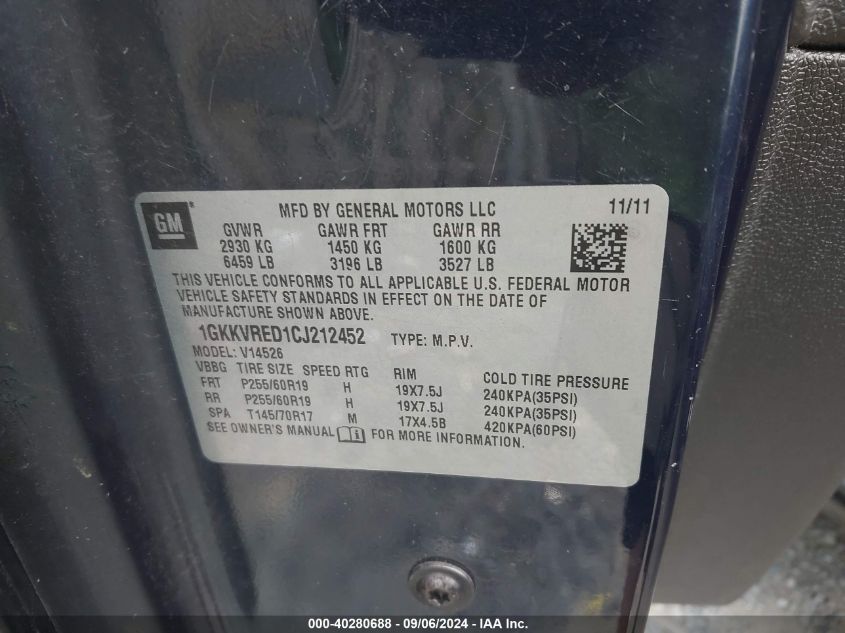 GM ®
MFD BY GENERAL MOTORS LLC 11/11
GVWR GAWR FRT GAWR RR
2930 KG 1450 KG 1600 KG
6459 LB 3196 LB 3527 LB
THIS VEHICLE CONFORMS TO ALL APPLICABLE U.S. FEDERAL MOTOR
VEHICLE SAFETY STANDARDS IN EFFECT ON THE DATE OF
MANUFACTURE SHOWN ABOVE.
1GKKVRED1CJ212452 TYPE: M.P.V.
MODEL: V14526
VBBG TIRE SIZE SPEED RTG RIM COLD TIRE PRESSURE
FRT P255/60R19 H 19X7.5J 240KPA(35PSI)
RR P255/60R19 H 19X7.5J 240KPA(35PSI)
SPA T145/70R17 M 17X4.5B 420KPA(60PSI)
SEE OWNER'S MANUAL FOR MORE INFORMATION.
000-40280688 - 09/06/2024 - IAA Inc.